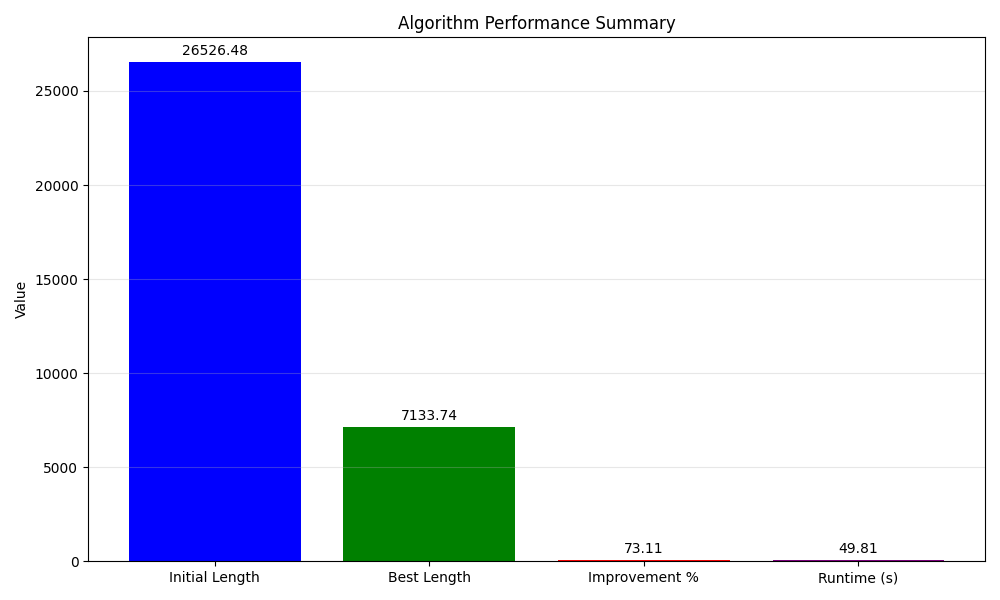 Algorithm Performance Summary
26526.48
7133.74
73.11
49.81
25000
20000
15000
10000
5000
0
Value
Initial Length
Best Length
Improvement %
Runtime (s)